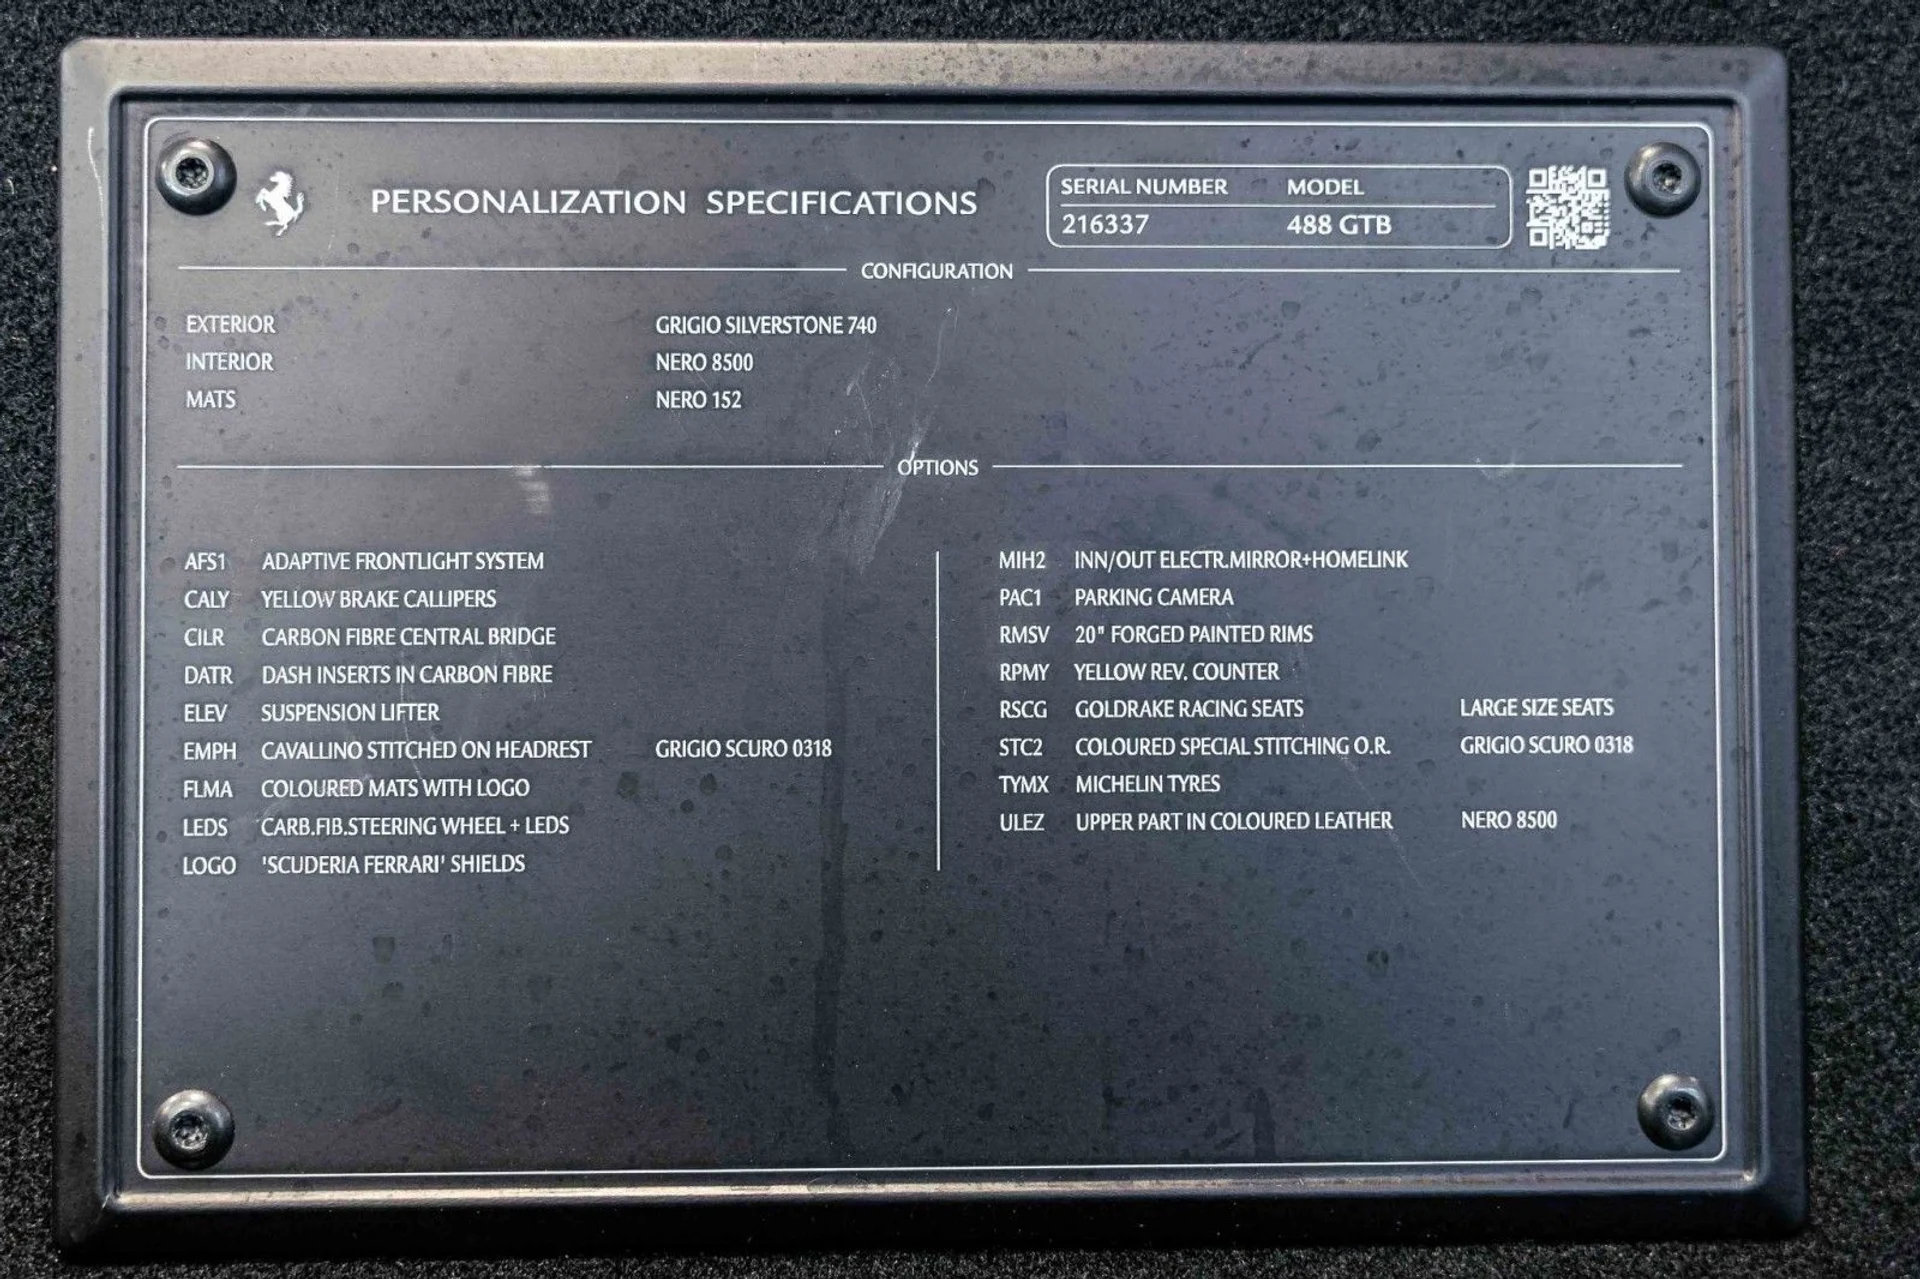 PERSONALIZATION SPECIFICATIONS
SERIAL NUMBER MODEL
216337 488 GTB
CONFIGURATION
EXTERIOR GRIGIO SILVERSTONE 740
INTERIOR NERO 8500
MATS NERO 152
OPTIONS
AFS1 ADAPTIVE FRONTLIGHT SYSTEM
CALY YELLOW BRAKE CALLIPERS
CILR CARBON FIBRE CENTRAL BRIDGE
DATR DASH INSERTS IN CARBON FIBRE
ELEV SUSPENSION LIFTER
EMPH CAVALLINO STITCHED ON HEADREST GRIGIO SCURO 0318
FLMA COLOURED MATS WITH LOGO
LEDS CARB.FIB.STEERING WHEEL + LEDS
LOGO 'SCUDERIA FERRARI' SHIELDS
MIH2 INN/OUT ELECTR.MIRROR+HOMELINK
PAC1 PARKING CAMERA
RMSV 20" FORGED PAINTED RIMS
RPMY YELLOW REV. COUNTER
RSCG GOLDRAKE RACING SEATS LARGE SIZE SEATS
STC2 COLOURED SPECIAL STITCHING O.R. GRIGIO SCURO 0318
TYMX MICHELIN TYRES
ULEZ UPPER PART IN COLOURED LEATHER NERO 8500